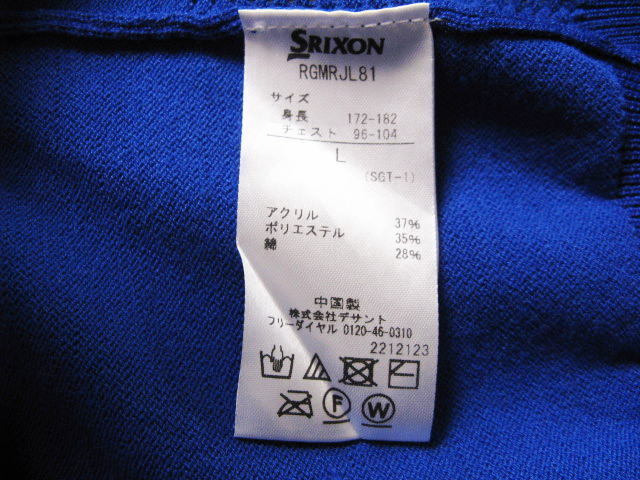 SRIXON
RGMRJL81
サイズ
身長 172-182
チェスト 96-104
L
(SGT-1)
アクリル 37%
ポリエステル 35%
綿 28%
中国製
株式会社デサント
フリーダイヤル 0120-46-0310
2212123
F W